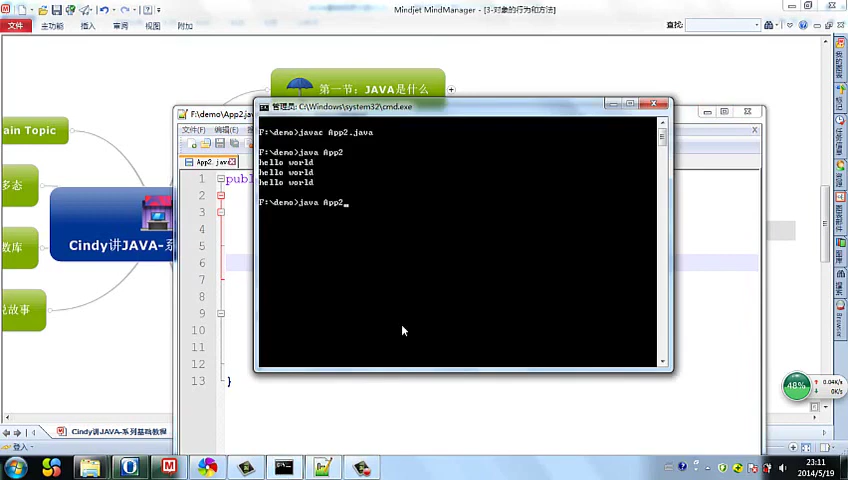 Mindjet MindManager - [3-对象的行为和方法]
文件 主功能 插入 审阅 视图 附加
查找:
第一节：JAVA是什么
ain Topic
多态
数库
说故事
Cindy讲JAVA-系
F:\demo\App2.jav
文件(F) 编辑(E)
App2.java
1 publ
2
3
4
5
6
7
8
9
10
11
12
13 }
管理员: C:\Windows\system32\cmd.exe
F:\demo>javac App2.java
F:\demo>java App2
hello world
hello world
hello world
F:\demo>java App2_
Browser
48%
0.04K/s
0K/s
Cindy讲JAVA-系列基础教程
登入
23:11
2014/5/19